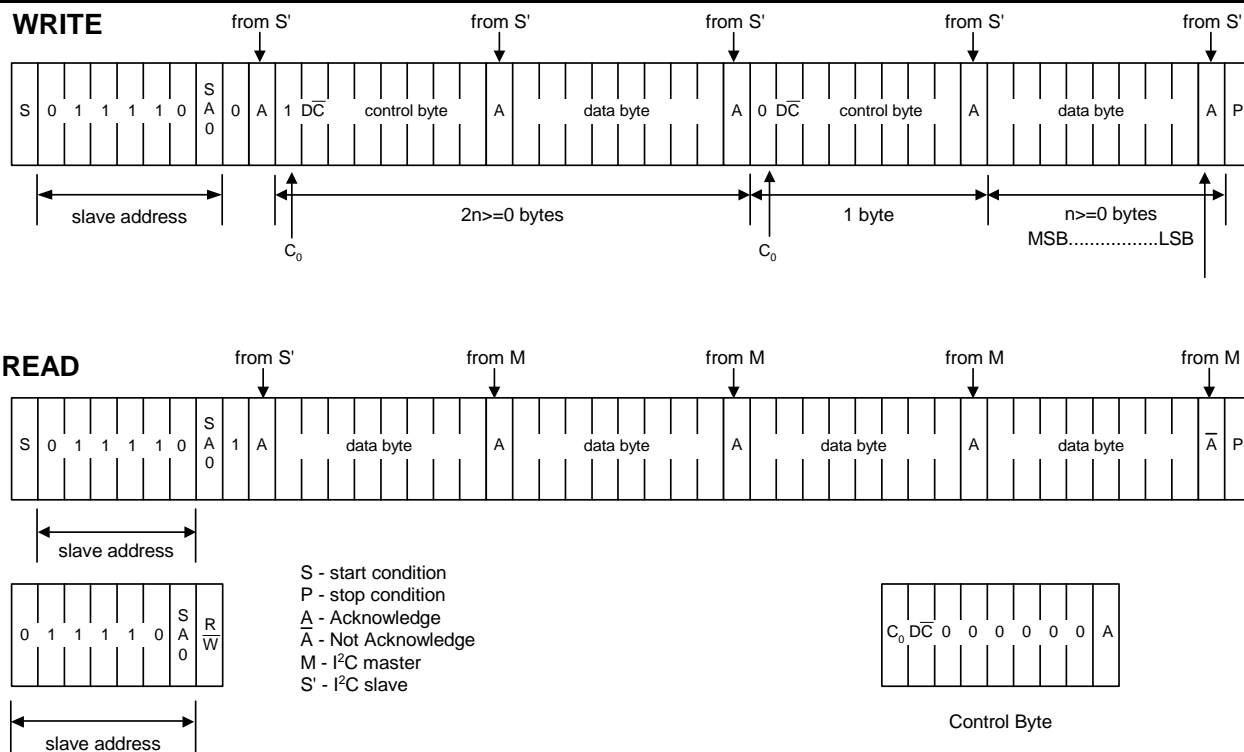 WRITE
from S' from S' from S' from S' from S'
S 0 1 1 1 1 0 SA0 0 A 1 DC̅ control byte A data byte A 0 DC̅ control byte A data byte A P
slave address 2n>=0 bytes 1 byte n>=0 bytes
MSB.................LSB
C₀ C₀
READ
from S' from M from M from M from M
S 0 1 1 1 1 0 SA0 1 A data byte A data byte A data byte A data byte A̅ P
slave address
S - start condition
P - stop condition
A - Acknowledge
A̅ - Not Acknowledge
M - I²C master
S' - I²C slave
0 1 1 1 1 0 SA0 R/W̅
slave address
C₀ DC̅ 0 0 0 0 0 0 A
Control Byte